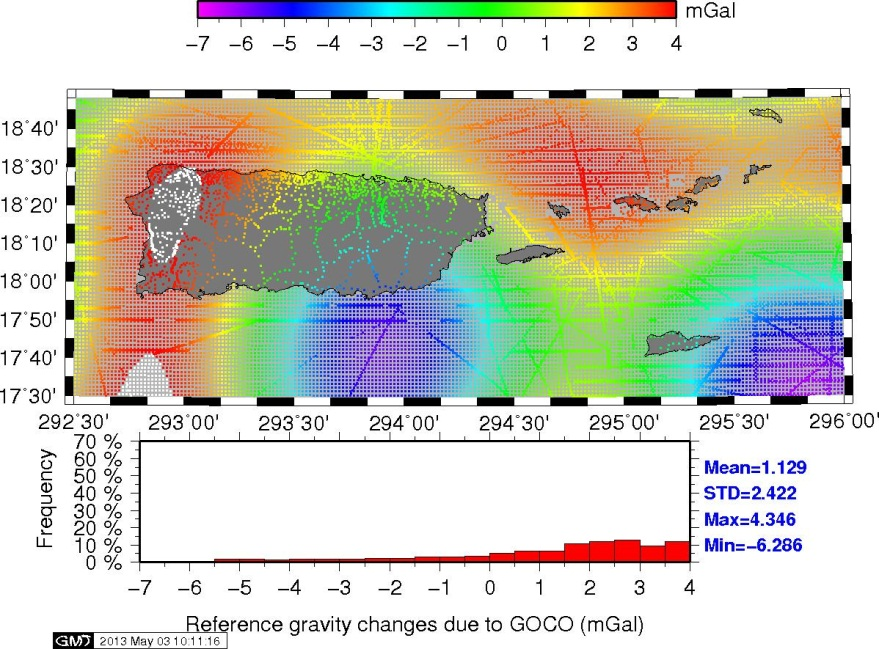 mGal
−7 −6 −5 −4 −3 −2 −1 0 1 2 3 4
18°40'
18°30'
18°20'
18°10'
18°00'
17°50'
17°40'
17°30'
292°30' 293°00' 293°30' 294°00' 294°30' 295°00' 295°30' 296°00'
Frequency
70 %
60 %
50 %
40 %
30 %
20 %
10 %
0 %
Mean=1.129
STD=2.422
Max=4.346
Min=−6.286
−7 −6 −5 −4 −3 −2 −1 0 1 2 3 4
Reference gravity changes due to GOCO (mGal)
GMT 2013 May 03 10:11:16